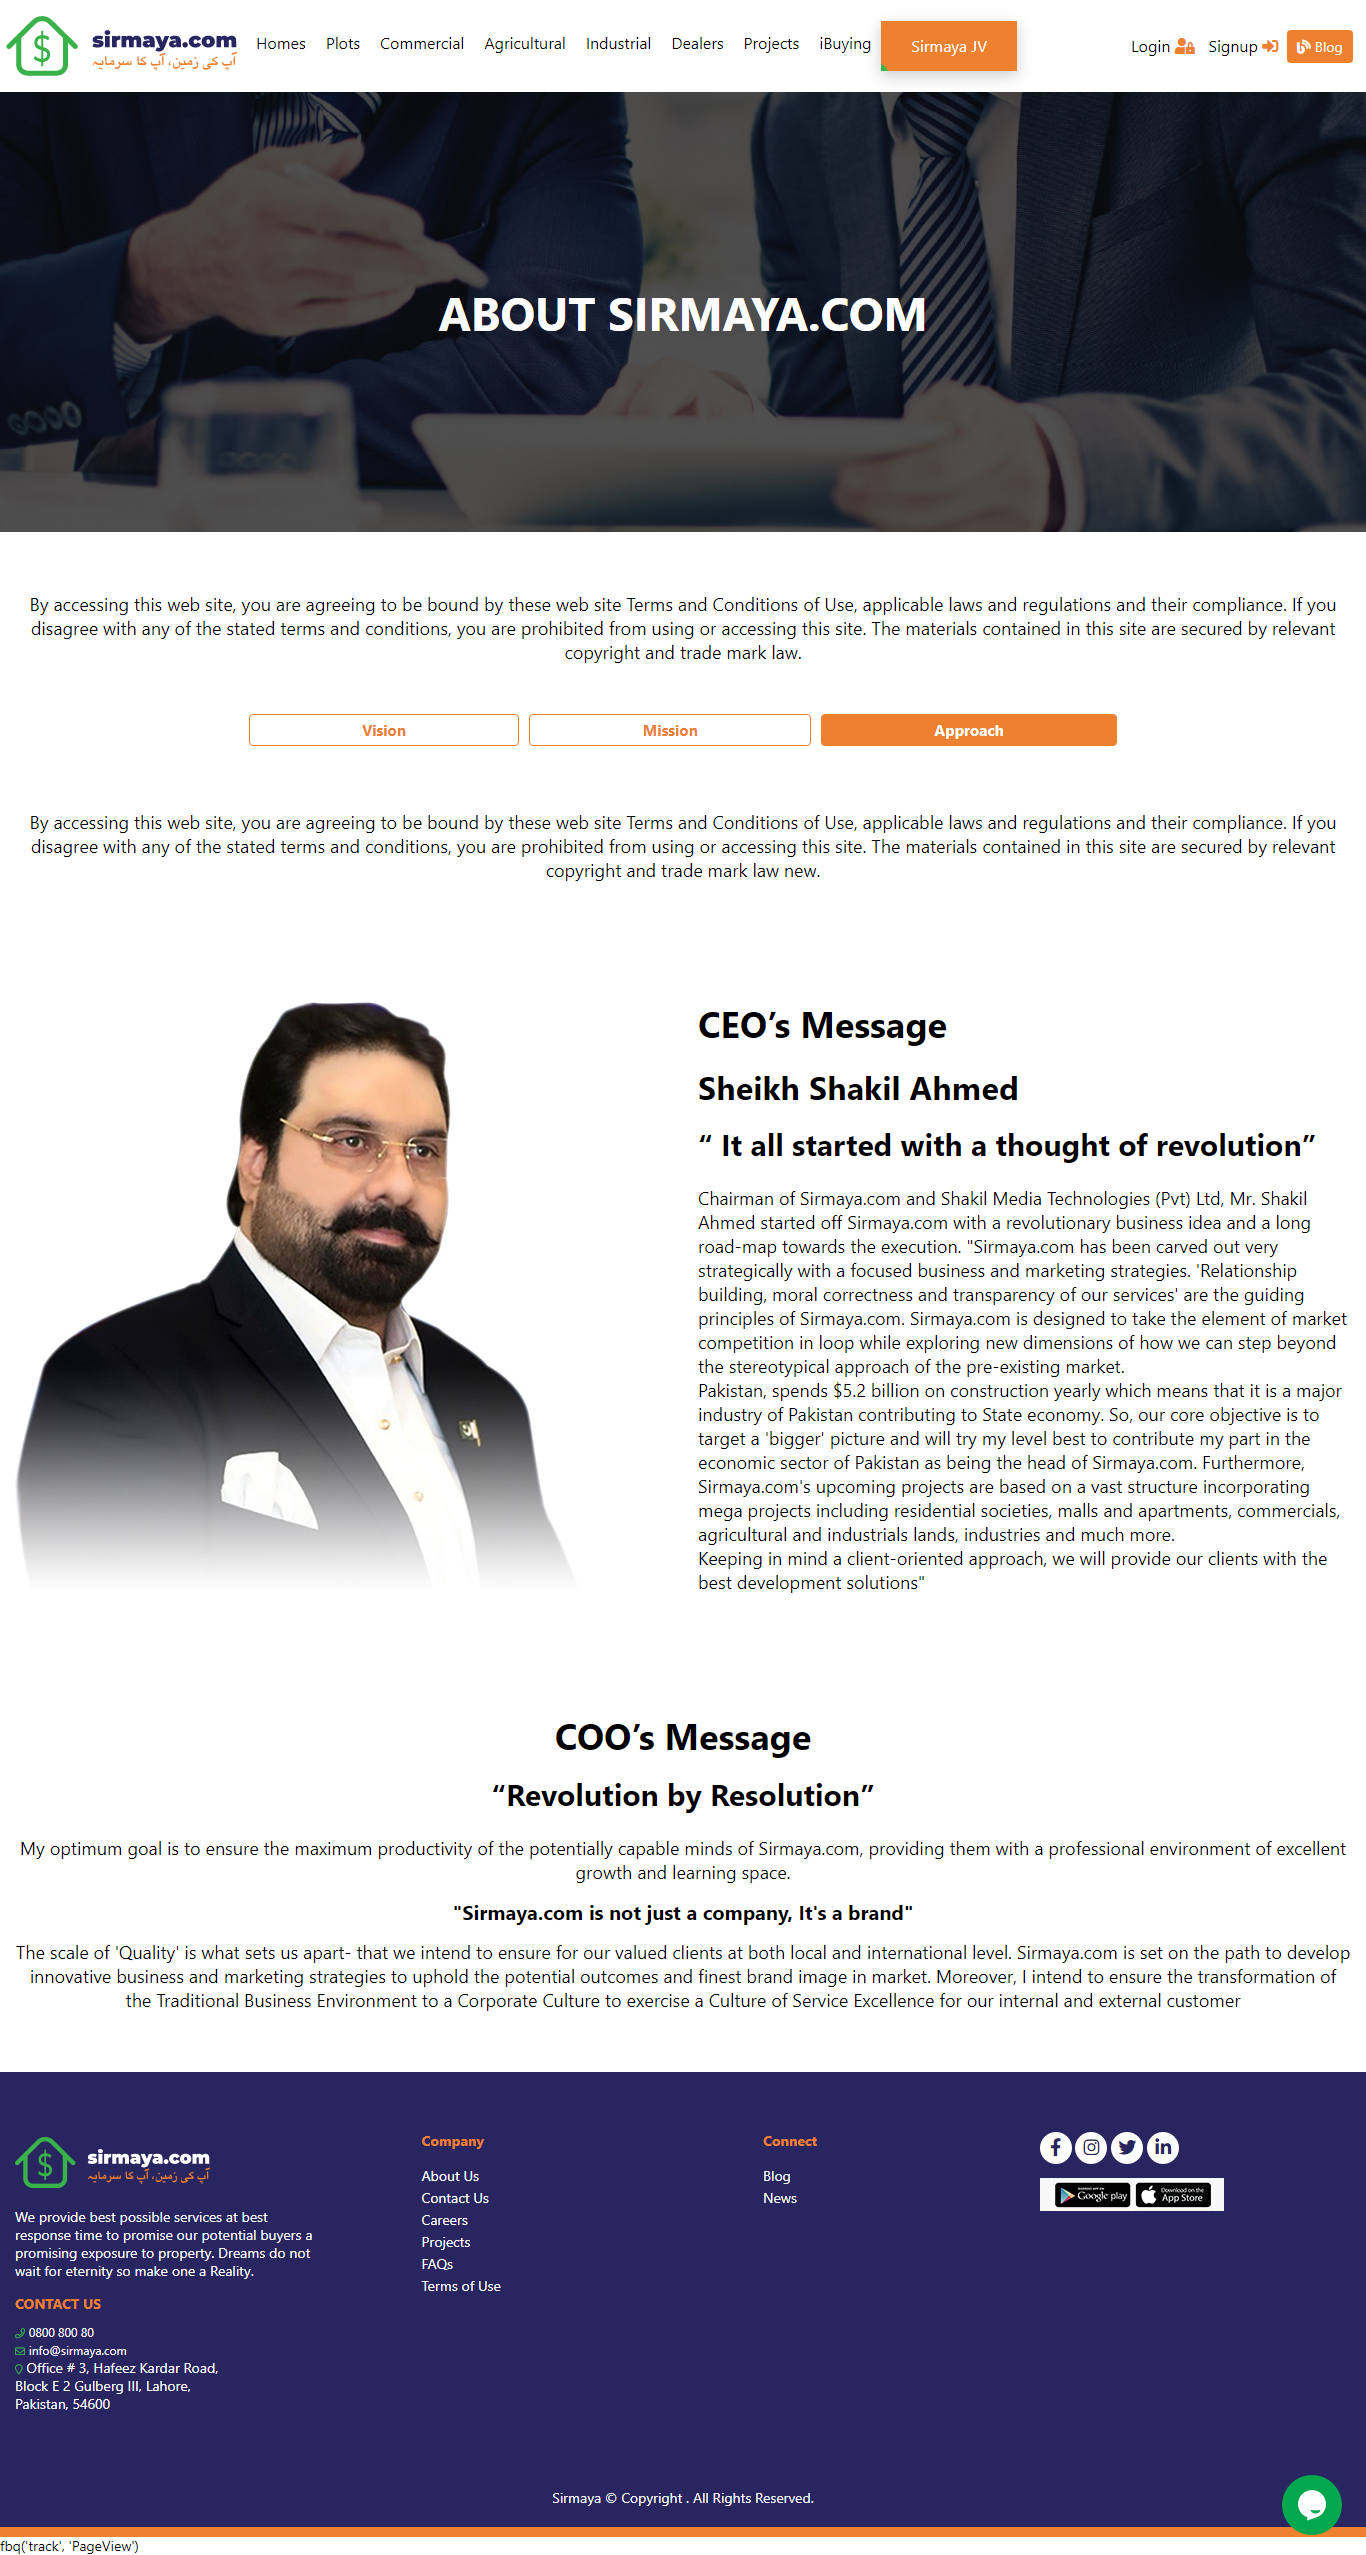 sirmaya.com
آپ کی زمین، آپ کا سرمایہ
Homes Plots Commercial Agricultural Industrial Dealers Projects iBuying Sirmaya JV Login Signup Blog
ABOUT SIRMAYA.COM
By accessing this web site, you are agreeing to be bound by these web site Terms and Conditions of Use, applicable laws and regulations and their compliance. If you
disagree with any of the stated terms and conditions, you are prohibited from using or accessing this site. The materials contained in this site are secured by relevant
copyright and trade mark law.
Vision Mission Approach
By accessing this web site, you are agreeing to be bound by these web site Terms and Conditions of Use, applicable laws and regulations and their compliance. If you
disagree with any of the stated terms and conditions, you are prohibited from using or accessing this site. The materials contained in this site are secured by relevant
copyright and trade mark law new.
CEO’s Message
Sheikh Shakil Ahmed
“ It all started with a thought of revolution”
Chairman of Sirmaya.com and Shakil Media Technologies (Pvt) Ltd, Mr. Shakil
Ahmed started off Sirmaya.com with a revolutionary business idea and a long
road-map towards the execution. "Sirmaya.com has been carved out very
strategically with a focused business and marketing strategies. 'Relationship
building, moral correctness and transparency of our services' are the guiding
principles of Sirmaya.com. Sirmaya.com is designed to take the element of market
competition in loop while exploring new dimensions of how we can step beyond
the stereotypical approach of the pre-existing market.
Pakistan, spends $5.2 billion on construction yearly which means that it is a major
industry of Pakistan contributing to State economy. So, our core objective is to
target a 'bigger' picture and will try my level best to contribute my part in the
economic sector of Pakistan as being the head of Sirmaya.com. Furthermore,
Sirmaya.com's upcoming projects are based on a vast structure incorporating
mega projects including residential societies, malls and apartments, commercials,
agricultural and industrials lands, industries and much more.
Keeping in mind a client-oriented approach, we will provide our clients with the
best development solutions"
COO’s Message
“Revolution by Resolution”
My optimum goal is to ensure the maximum productivity of the potentially capable minds of Sirmaya.com, providing them with a professional environment of excellent
growth and learning space.
"Sirmaya.com is not just a company, It's a brand"
The scale of 'Quality' is what sets us apart- that we intend to ensure for our valued clients at both local and international level. Sirmaya.com is set on the path to develop
innovative business and marketing strategies to uphold the potential outcomes and finest brand image in market. Moreover, I intend to ensure the transformation of
the Traditional Business Environment to a Corporate Culture to exercise a Culture of Service Excellence for our internal and external customer
sirmaya.com
آپ کی زمین، آپ کا سرمایہ
We provide best possible services at best
response time to promise our potential buyers a
promising exposure to property. Dreams do not
wait for eternity so make one a Reality.
CONTACT US
0800 800 80
info@sirmaya.com
Office # 3, Hafeez Kardar Road,
Block E 2 Gulberg III, Lahore,
Pakistan, 54600
Company
About Us
Contact Us
Careers
Projects
FAQs
Terms of Use
Connect
Blog
News
Google play
Download on the
App Store
Sirmaya © Copyright . All Rights Reserved.
fbq('track', 'PageView')